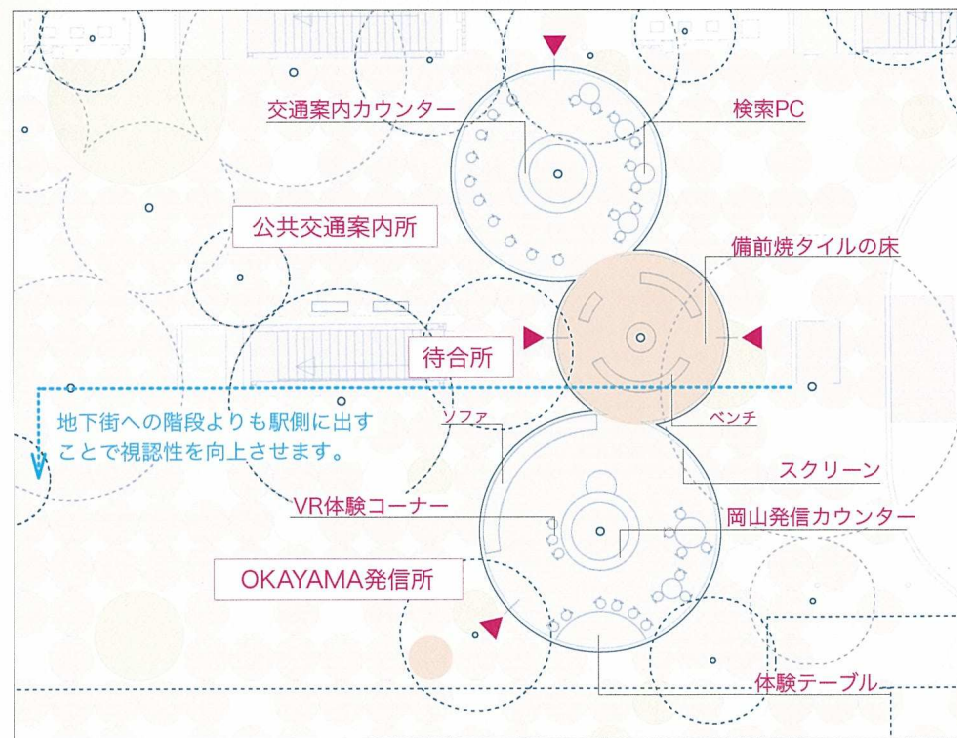 交通案内カウンター
検索PC
公共交通案内所
備前焼タイルの床
待合所
地下街への階段よりも駅側に出す
ことで視認性を向上させます。
ソファ
ベンチ
スクリーン
VR体験コーナー
岡山発信カウンター
OKAYAMA発信所
体験テーブル